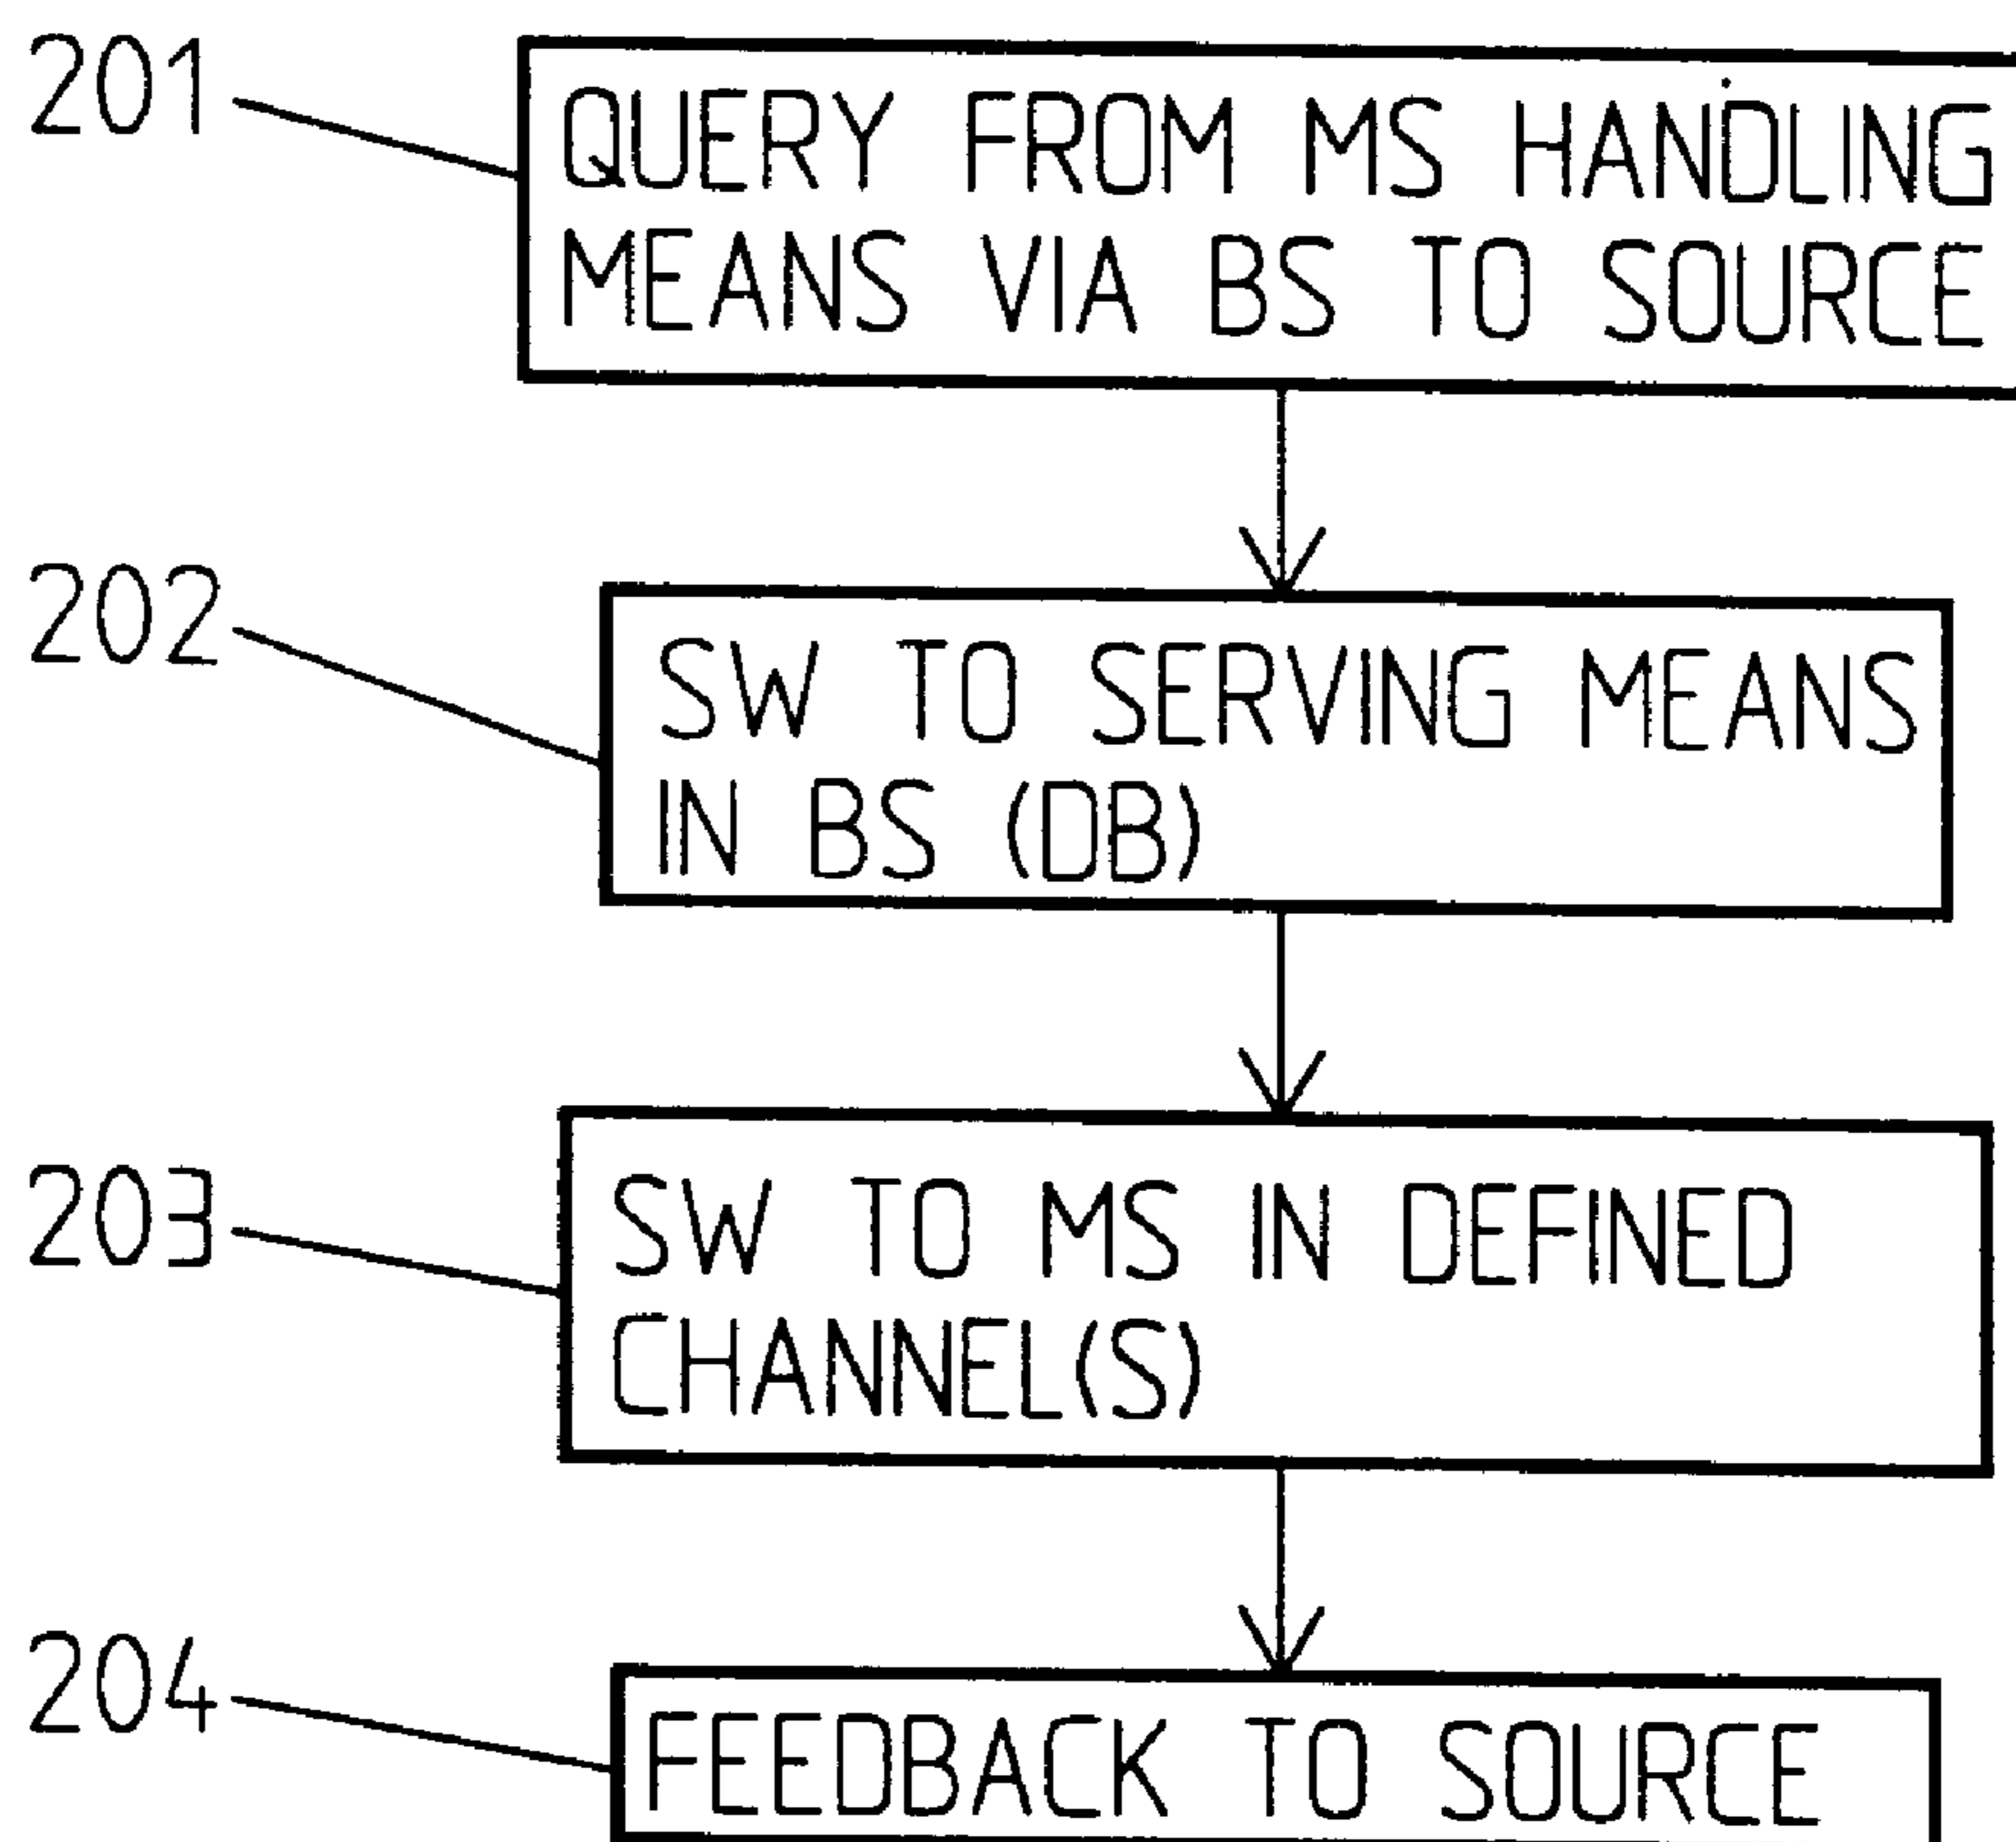 201
QUERY FROM MS HANDLING
MEANS VIA BS TO SOURCE
202
SW TO SERVING MEANS
IN BS (DB)
203
SW TO MS IN DEFINED
CHANNEL(S)
204
FEEDBACK TO SOURCE